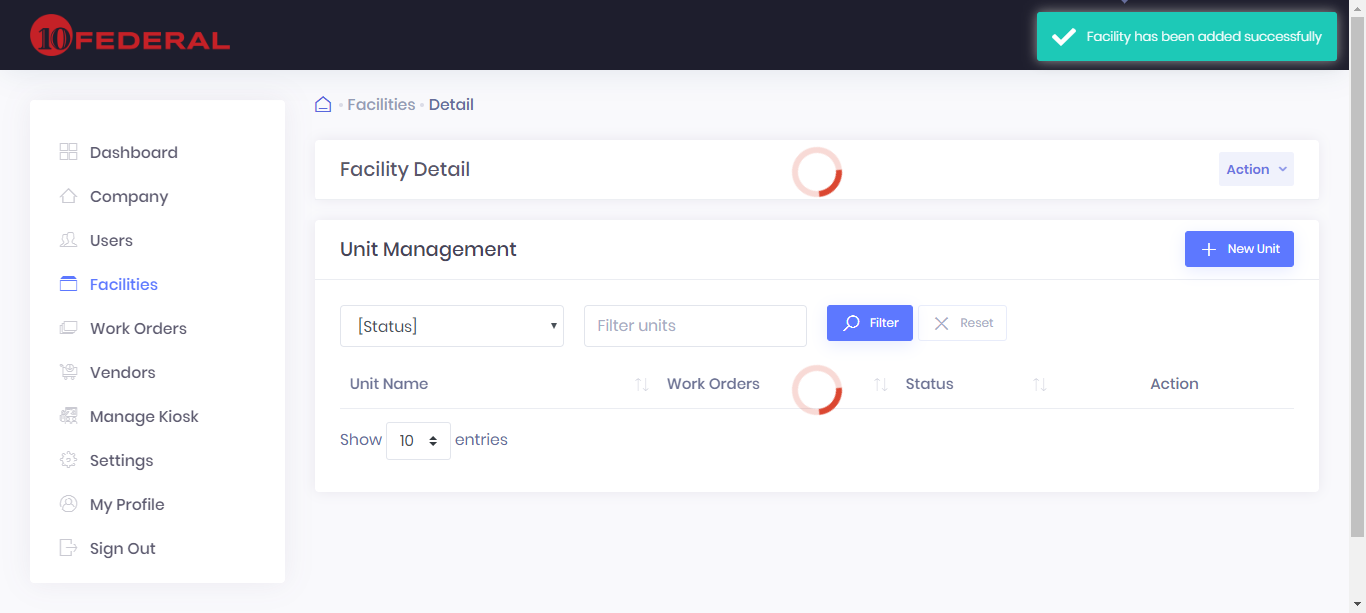 10 FEDERAL
Facility has been added successfully
Facilities Detail
Dashboard
Company
Users
Facilities
Work Orders
Vendors
Manage Kiosk
Settings
My Profile
Sign Out
Facility Detail
Action
Unit Management
New Unit
[Status]
Filter units
Filter
Reset
Unit Name Work Orders Status Action
Show 10 entries